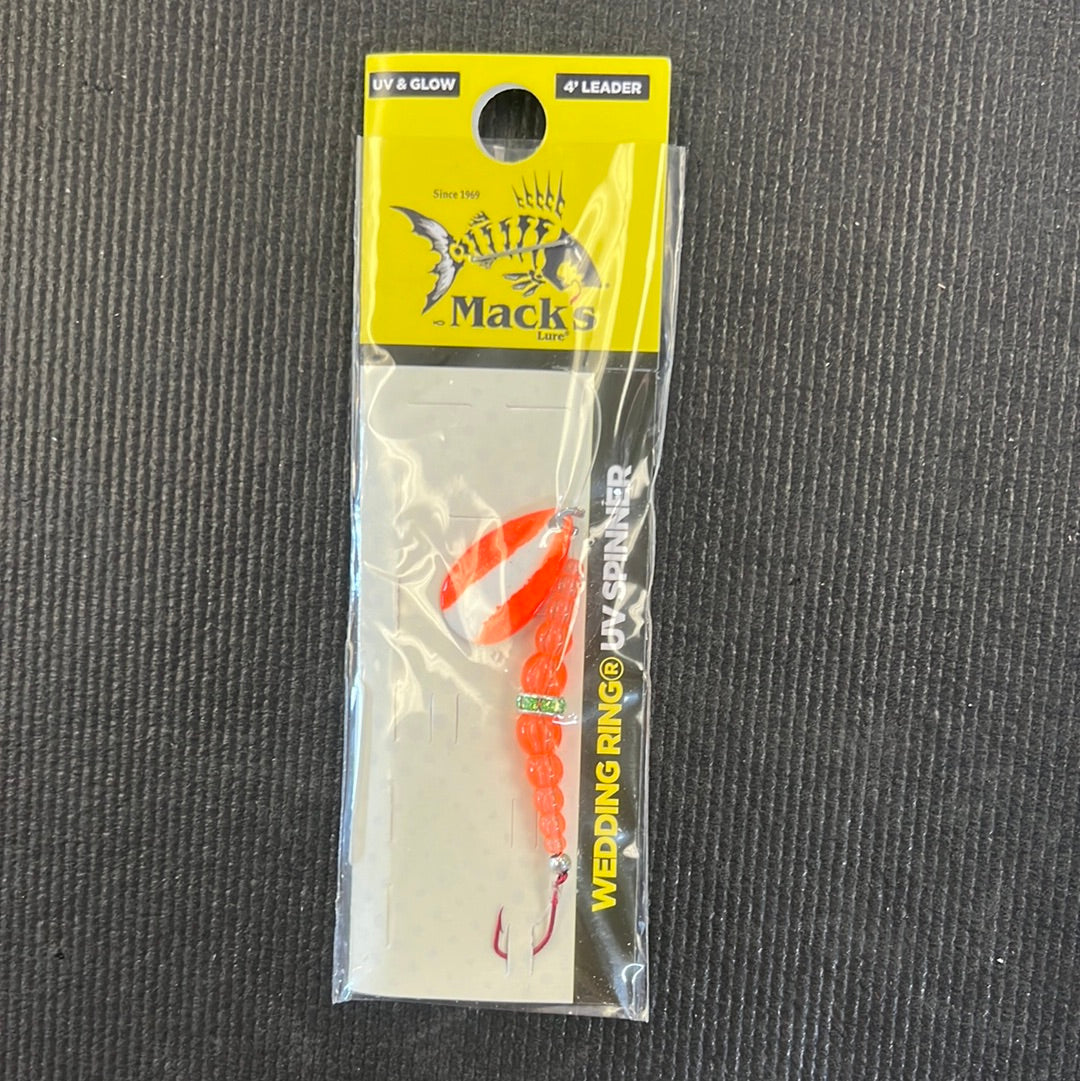 UV & GLOW
4' LEADER
Since 1969
Mack's
Lure®
WEDDING RING® UV SPINNER